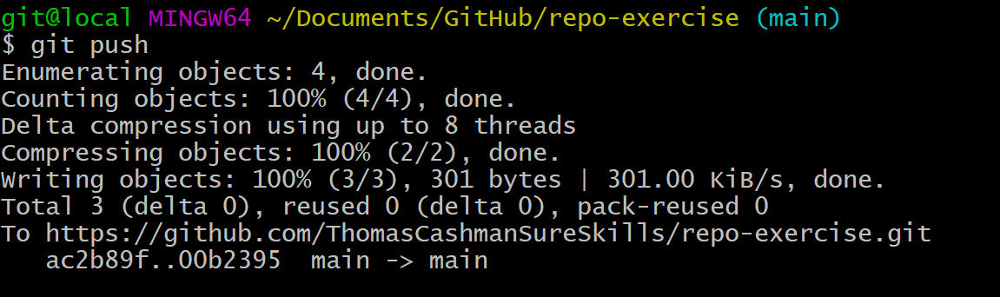 git@local MINGW64 ~/Documents/GitHub/repo-exercise (main)
$ git push
Enumerating objects: 4, done.
Counting objects: 100% (4/4), done.
Delta compression using up to 8 threads
Compressing objects: 100% (2/2), done.
Writing objects: 100% (3/3), 301 bytes | 301.00 KiB/s, done.
Total 3 (delta 0), reused 0 (delta 0), pack-reused 0
To https://github.com/ThomasCashmanSureSkills/repo-exercise.git
   ac2b89f..00b2395  main -> main